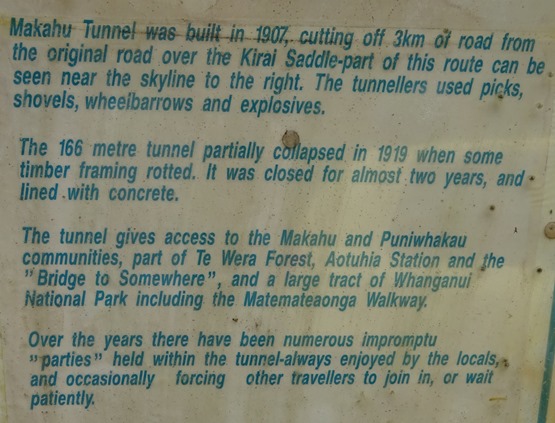 Makahu Tunnel was built in 1907, cutting off 3km of road from
the original road over the Kirai Saddle-part of this route can be
seen near the skyline to the right. The tunnellers used picks,
shovels, wheelbarrows and explosives.
The 166 metre tunnel partially collapsed in 1919 when some
timber framing rotted. It was closed for almost two years, and
lined with concrete.
The tunnel gives access to the Makahu and Puniwhakau
communities, part of Te Wera Forest, Aotuhia Station and the
"Bridge to Somewhere", and a large tract of Whanganui
National Park including the Matemateaonga Walkway.
Over the years there have been numerous impromptu
"parties" held within the tunnel-always enjoyed by the locals,
and occasionally forcing other travellers to join in, or wait
patiently.